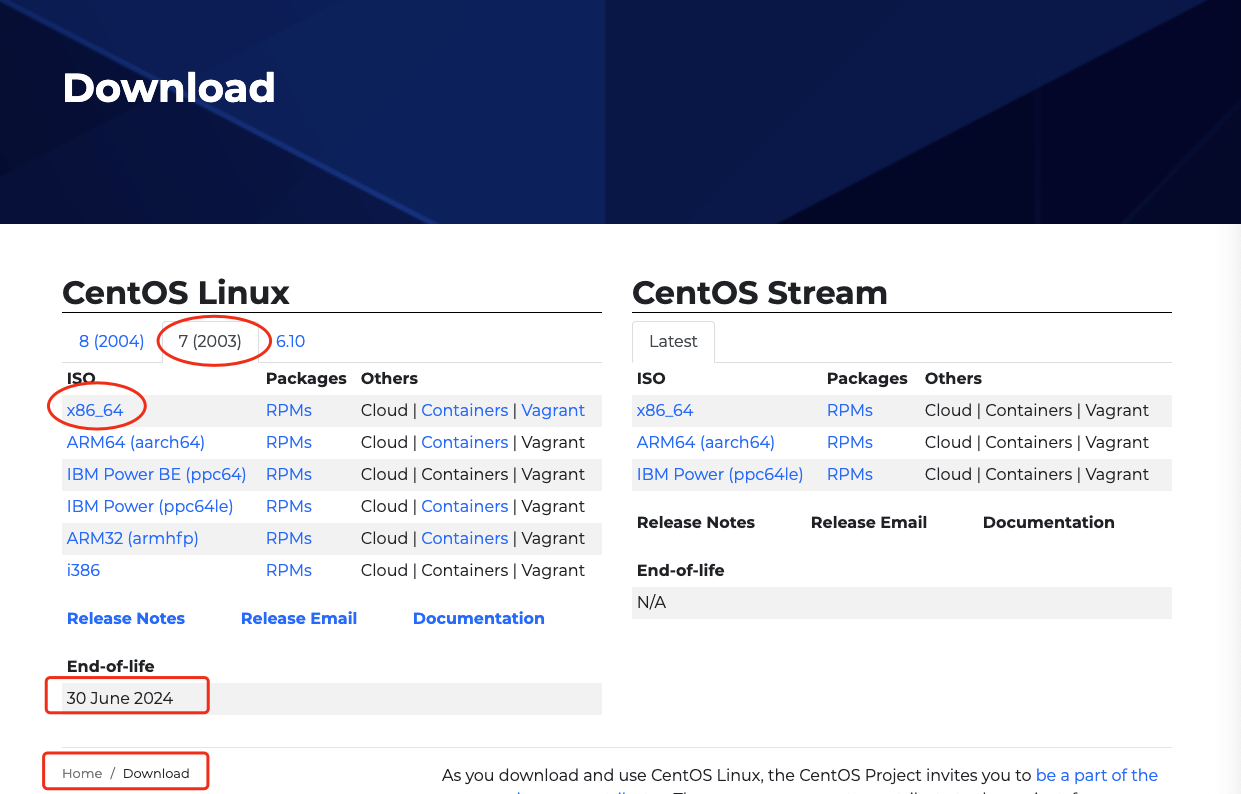 Download
CentOS Linux
8 (2004) 7 (2003) 6.10
ISO Packages Others
x86_64 RPMs Cloud | Containers | Vagrant
ARM64 (aarch64) RPMs Cloud | Containers | Vagrant
IBM Power BE (ppc64) RPMs Cloud | Containers | Vagrant
IBM Power (ppc64le) RPMs Cloud | Containers | Vagrant
ARM32 (armhfp) RPMs Cloud | Containers | Vagrant
i386 RPMs Cloud | Containers | Vagrant
Release Notes Release Email Documentation
End-of-life
30 June 2024
CentOS Stream
Latest
ISO Packages Others
x86_64 RPMs Cloud | Containers | Vagrant
ARM64 (aarch64) RPMs Cloud | Containers | Vagrant
IBM Power (ppc64le) RPMs Cloud | Containers | Vagrant
Release Notes Release Email Documentation
End-of-life
N/A
Home / Download
As you download and use CentOS Linux, the CentOS Project invites you to be a part of the